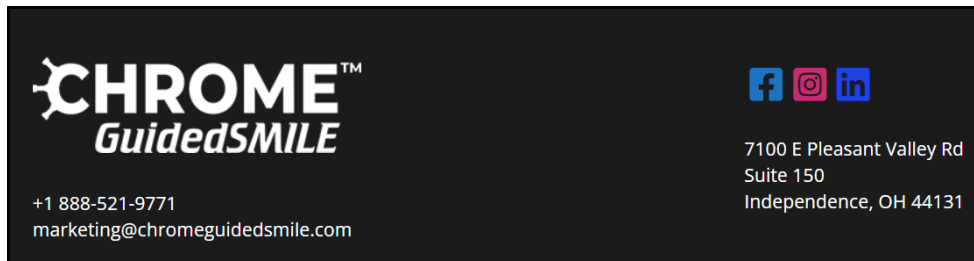 CHROME™
GuidedSMILE
+1 888-521-9771
marketing@chromeguidedsmile.com
7100 E Pleasant Valley Rd
Suite 150
Independence, OH 44131